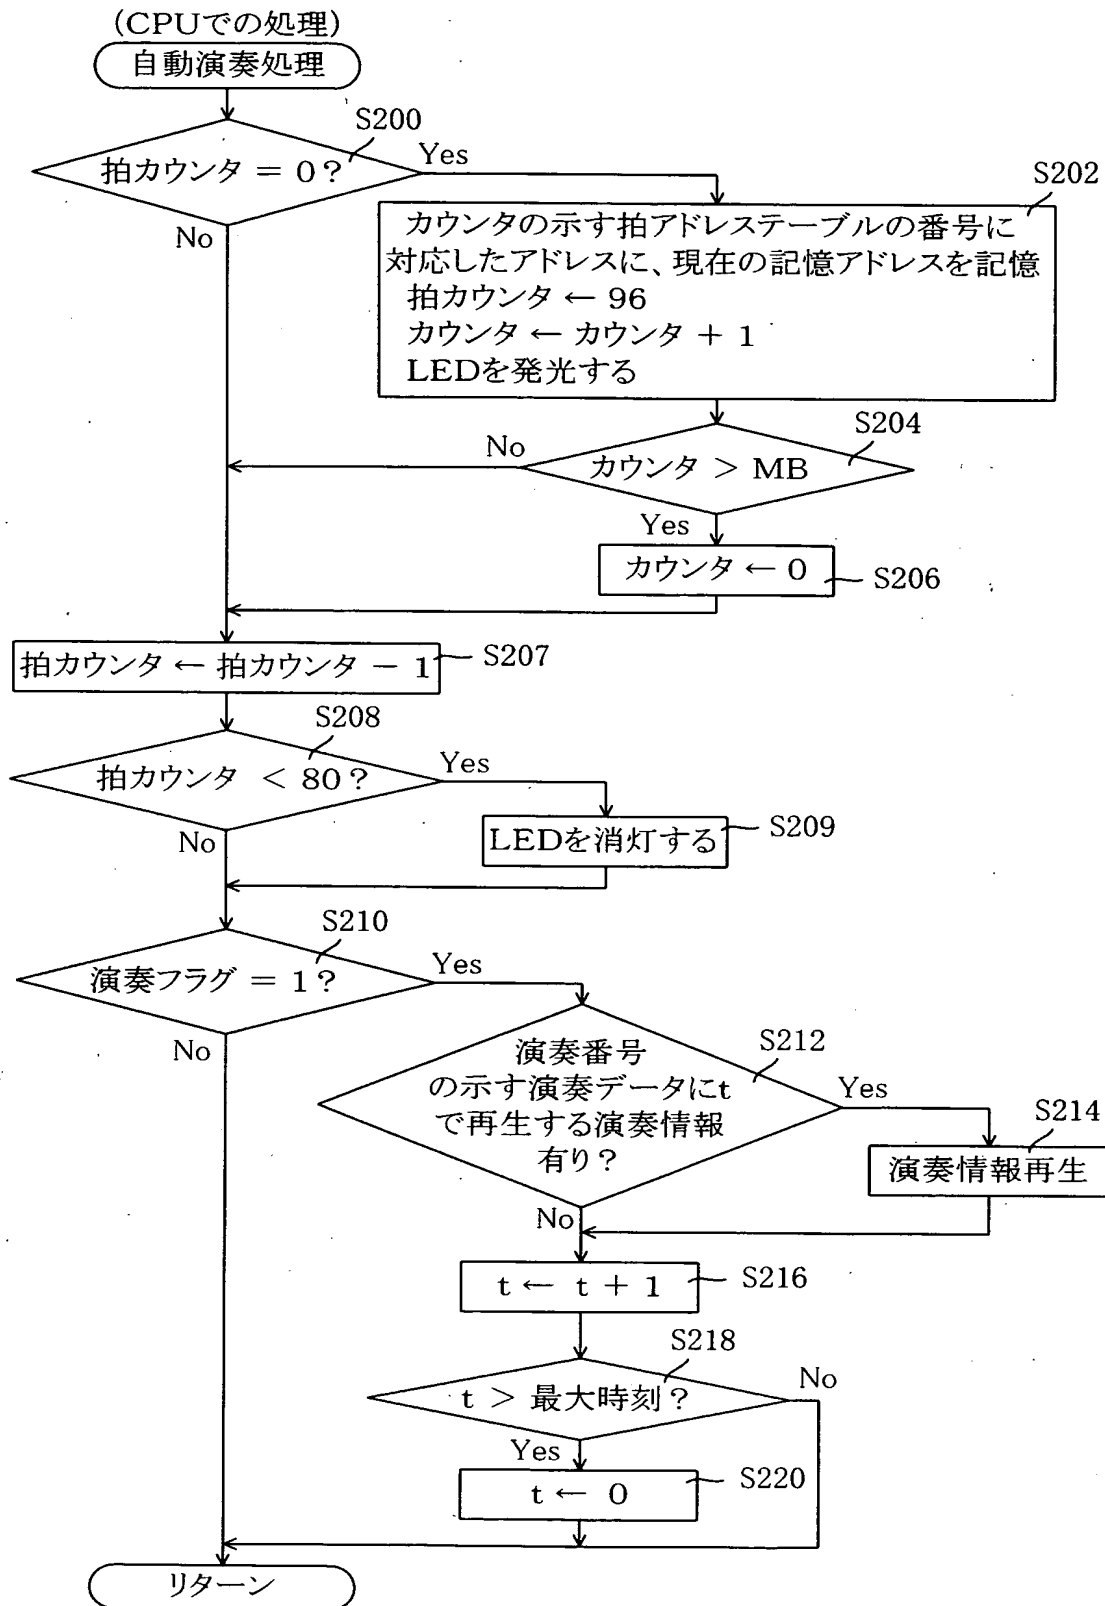 (CPUでの処理)
自動演奏処理
S200
拍カウンタ = 0?
Yes
No
S202
カウンタの示す拍アドレステーブルの番号に
対応したアドレスに、現在の記憶アドレスを記憶
拍カウンタ ← 96
カウンタ ← カウンタ + 1
LEDを発光する
S204
No
カウンタ > MB
Yes
カウンタ ← 0
S206
拍カウンタ ← 拍カウンタ − 1
S207
S208
拍カウンタ < 80?
Yes
No
LEDを消灯する
S209
S210
演奏フラグ = 1?
Yes
No
S212
演奏番号
の示す演奏データにt
で再生する演奏情報
有り?
Yes
No
S214
演奏情報再生
t ← t + 1
S216
S218
t > 最大時刻?
No
Yes
t ← 0
S220
リターン